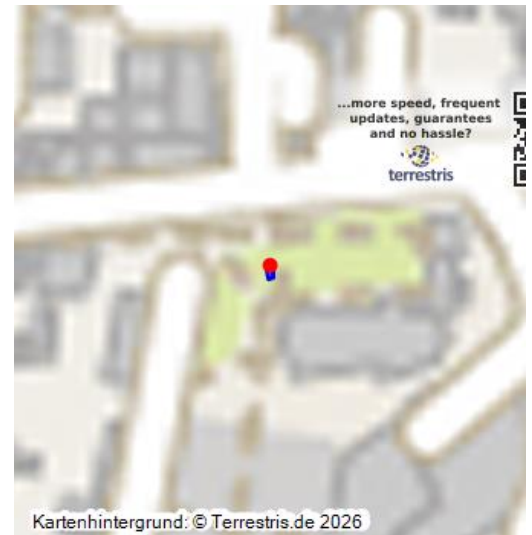 ...more speed, frequent
updates, guarantees
and no hassle?
terrestris
Kartenhintergrund: © Terrestris.de 2026